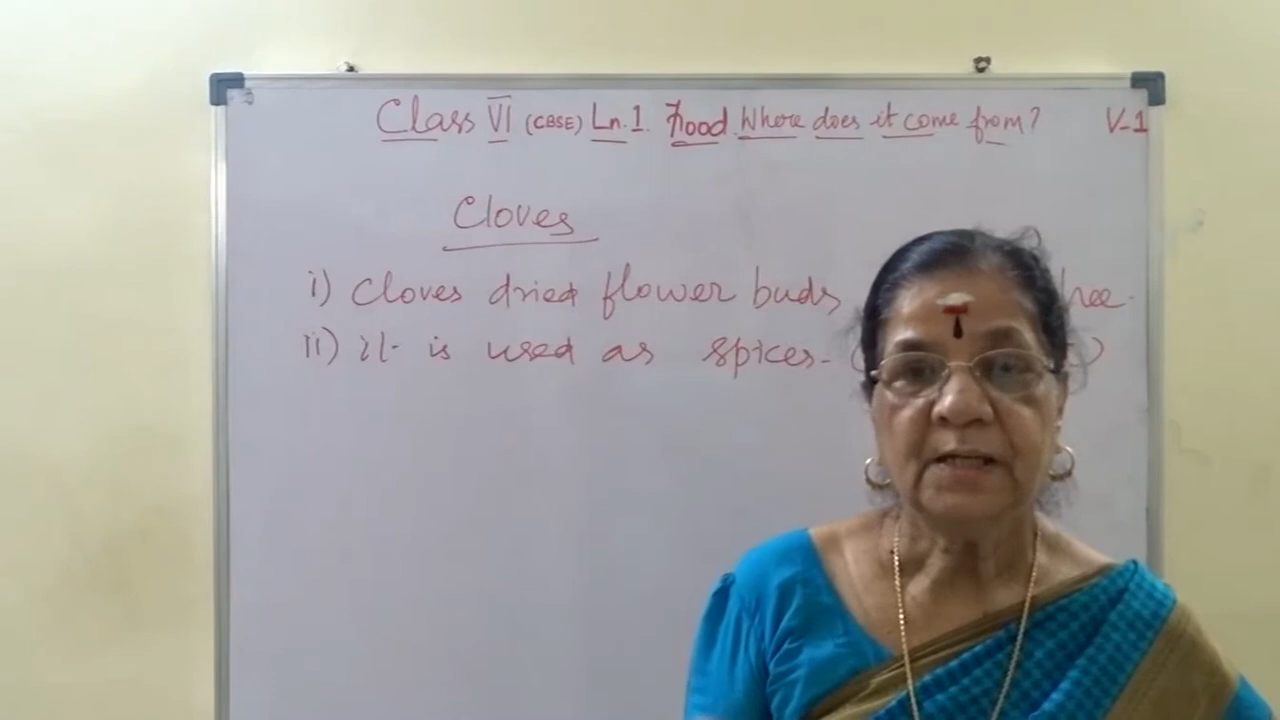 Class VI (CBSE) Ln.1. Food Where does it come from? V-1
Cloves
i) Cloves dried flower buds
ii) it is used as spices.